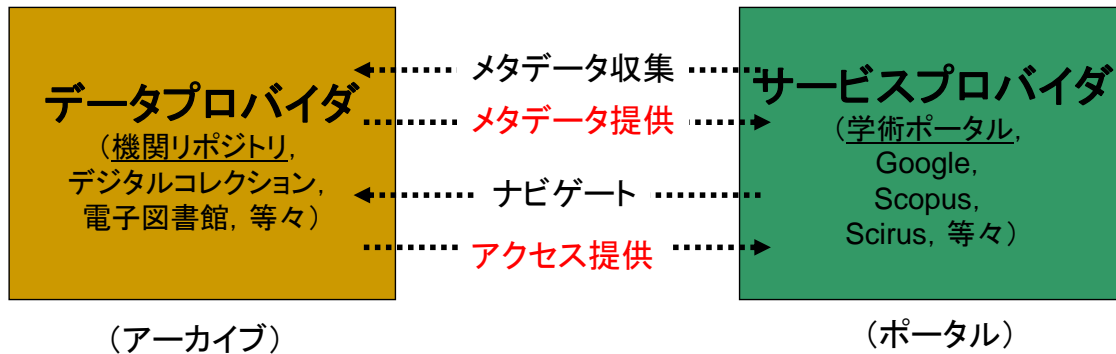 データプロバイダ
（機関リポジトリ,
デジタルコレクション,
電子図書館, 等々）
メタデータ収集
メタデータ提供
ナビゲート
アクセス提供
サービスプロバイダ
（学術ポータル,
Google,
Scopus,
Scirus, 等々）
（アーカイブ）
（ポータル）